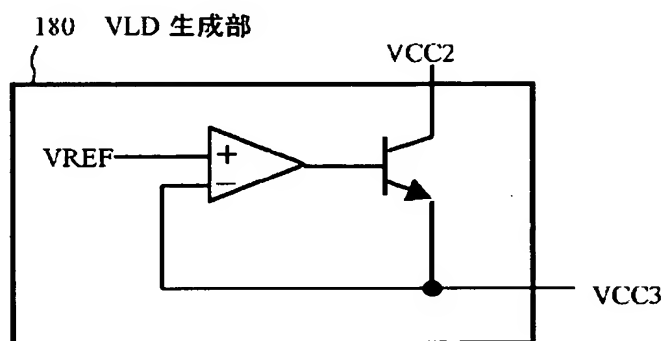 180 VLD 生成部
VCC2
VREF
+
−
VCC3